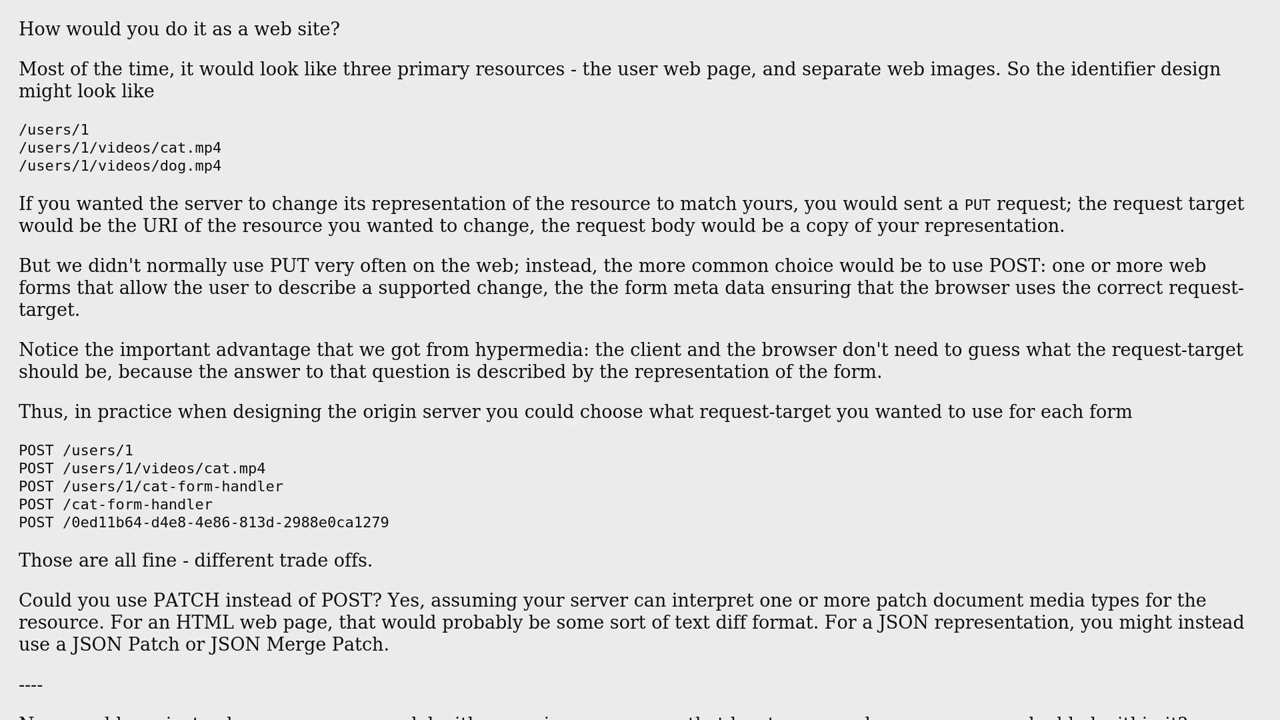 How would you do it as a web site?
Most of the time, it would look like three primary resources - the user web page, and separate web images. So the identifier design
might look like
/users/1
/users/1/videos/cat.mp4
/users/1/videos/dog.mp4
If you wanted the server to change its representation of the resource to match yours, you would sent a PUT request; the request target
would be the URI of the resource you wanted to change, the request body would be a copy of your representation.
But we didn't normally use PUT very often on the web; instead, the more common choice would be to use POST: one or more web
forms that allow the user to describe a supported change, the the form meta data ensuring that the browser uses the correct request-
target.
Notice the important advantage that we got from hypermedia: the client and the browser don't need to guess what the request-target
should be, because the answer to that question is described by the representation of the form.
Thus, in practice when designing the origin server you could choose what request-target you wanted to use for each form
POST /users/1
POST /users/1/videos/cat.mp4
POST /users/1/cat-form-handler
POST /cat-form-handler
POST /0ed11b64-d4e8-4e86-813d-2988e0ca1279
Those are all fine - different trade offs.
Could you use PATCH instead of POST? Yes, assuming your server can interpret one or more patch document media types for the
resource. For an HTML web page, that would probably be some sort of text diff format. For a JSON representation, you might instead
use a JSON Patch or JSON Merge Patch.
----